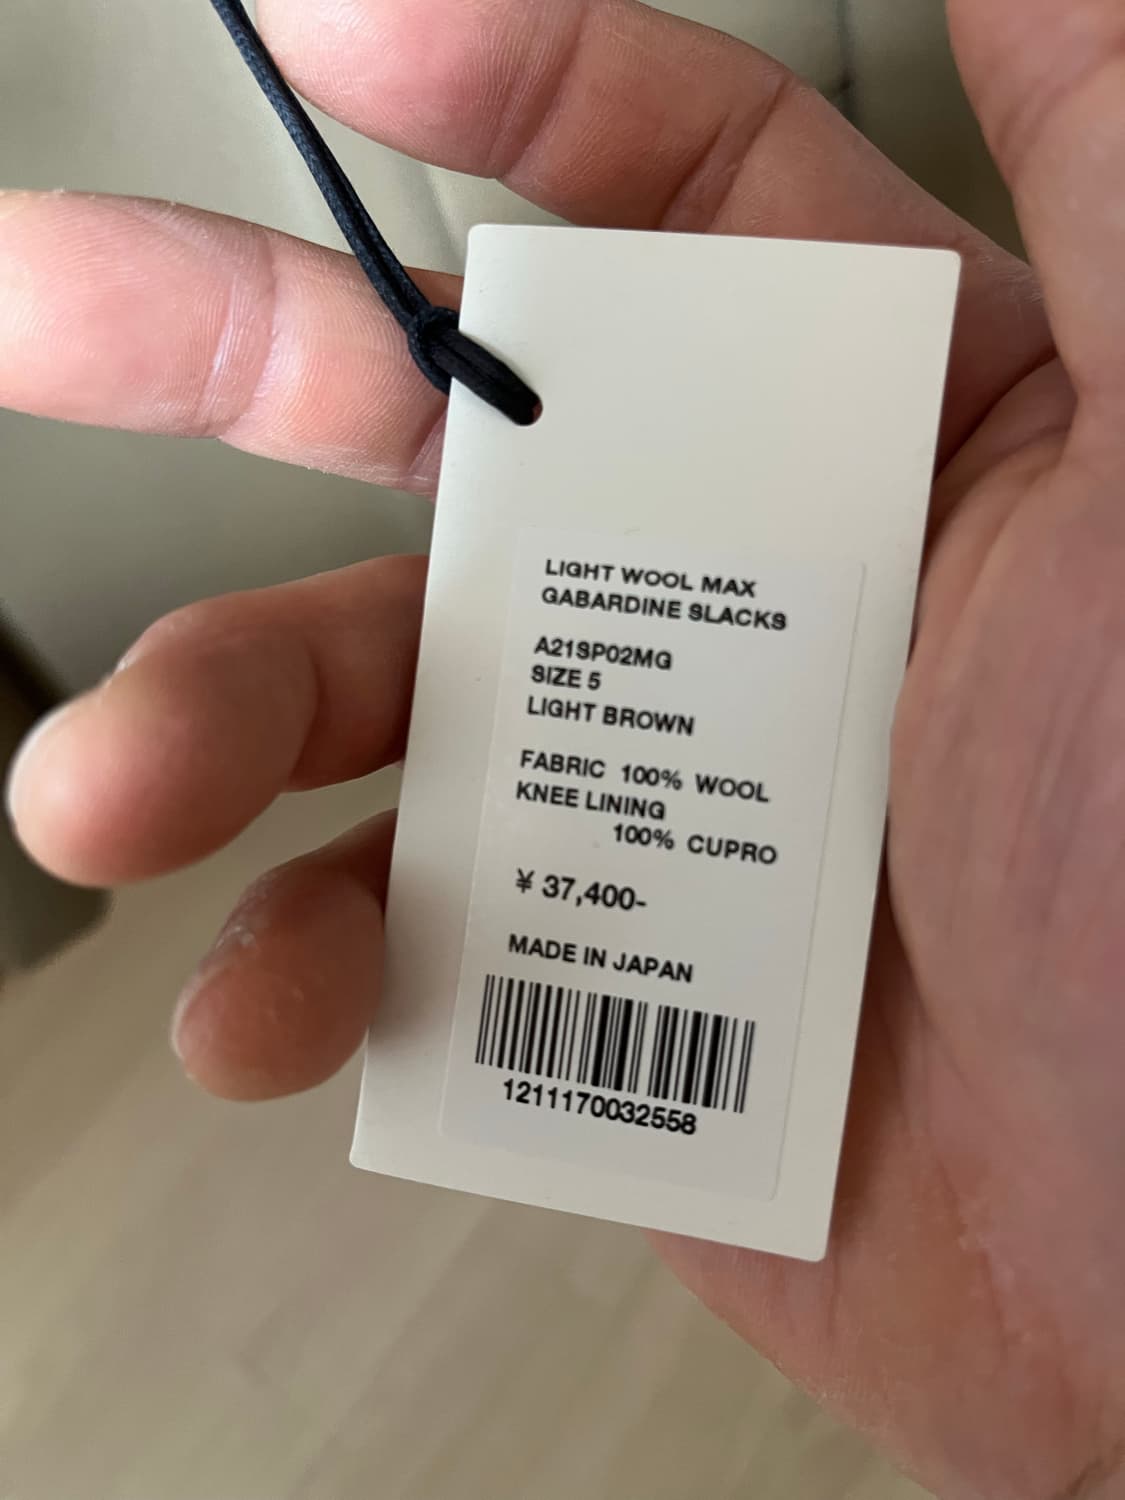 LIGHT WOOL MAX
GABARDINE SLACKS
A21SP02MG
SIZE 5
LIGHT BROWN
FABRIC 100% WOOL
KNEE LINING
100% CUPRO
¥ 37,400-
MADE IN JAPAN
1211170032558